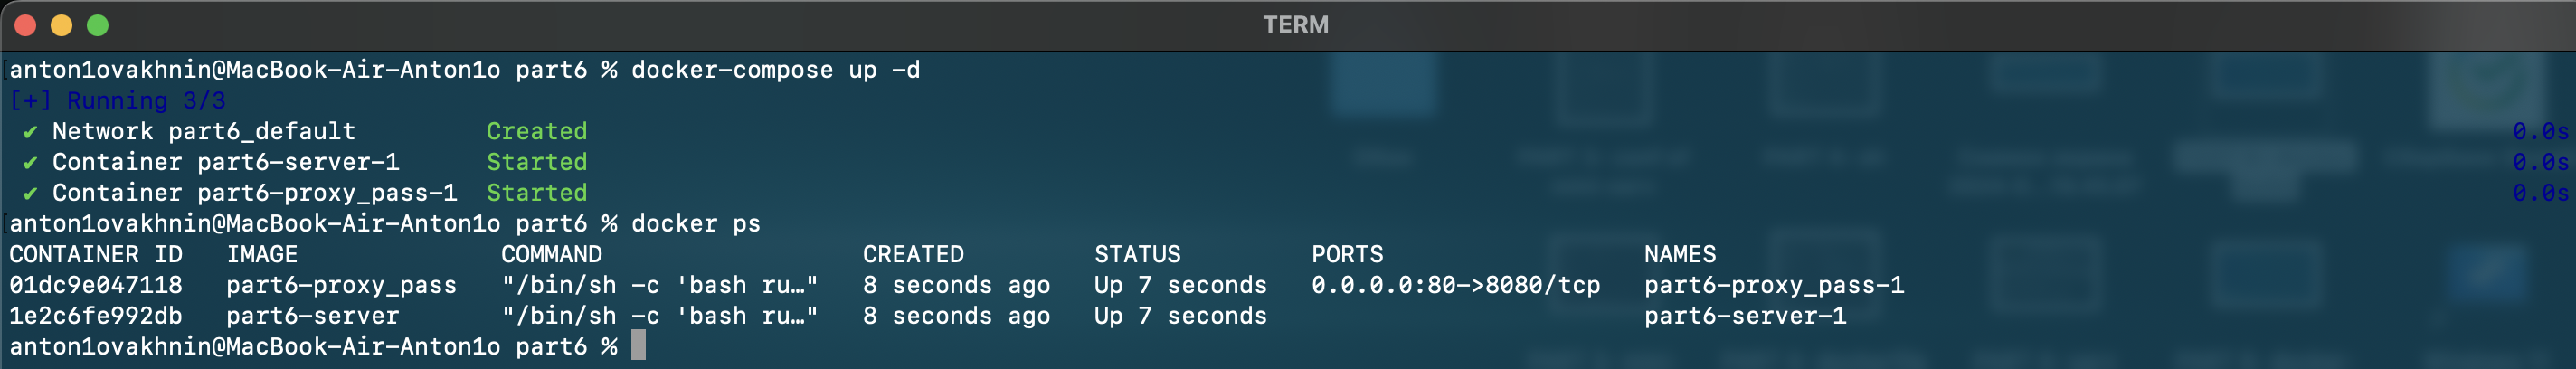 TERM
anton1ovakhnin@MacBook-Air-Anton1o part6 % docker-compose up -d
[+] Running 3/3
✔ Network part6_default Created 0.0s
✔ Container part6-server-1 Started 0.0s
✔ Container part6-proxy_pass-1 Started 0.0s
anton1ovakhnin@MacBook-Air-Anton1o part6 % docker ps
CONTAINER ID IMAGE COMMAND CREATED STATUS PORTS NAMES
01dc9e047118 part6-proxy_pass "/bin/sh -c 'bash ru…" 8 seconds ago Up 7 seconds 0.0.0.0:80->8080/tcp part6-proxy_pass-1
1e2c6fe992db part6-server "/bin/sh -c 'bash ru…" 8 seconds ago Up 7 seconds part6-server-1
anton1ovakhnin@MacBook-Air-Anton1o part6 %